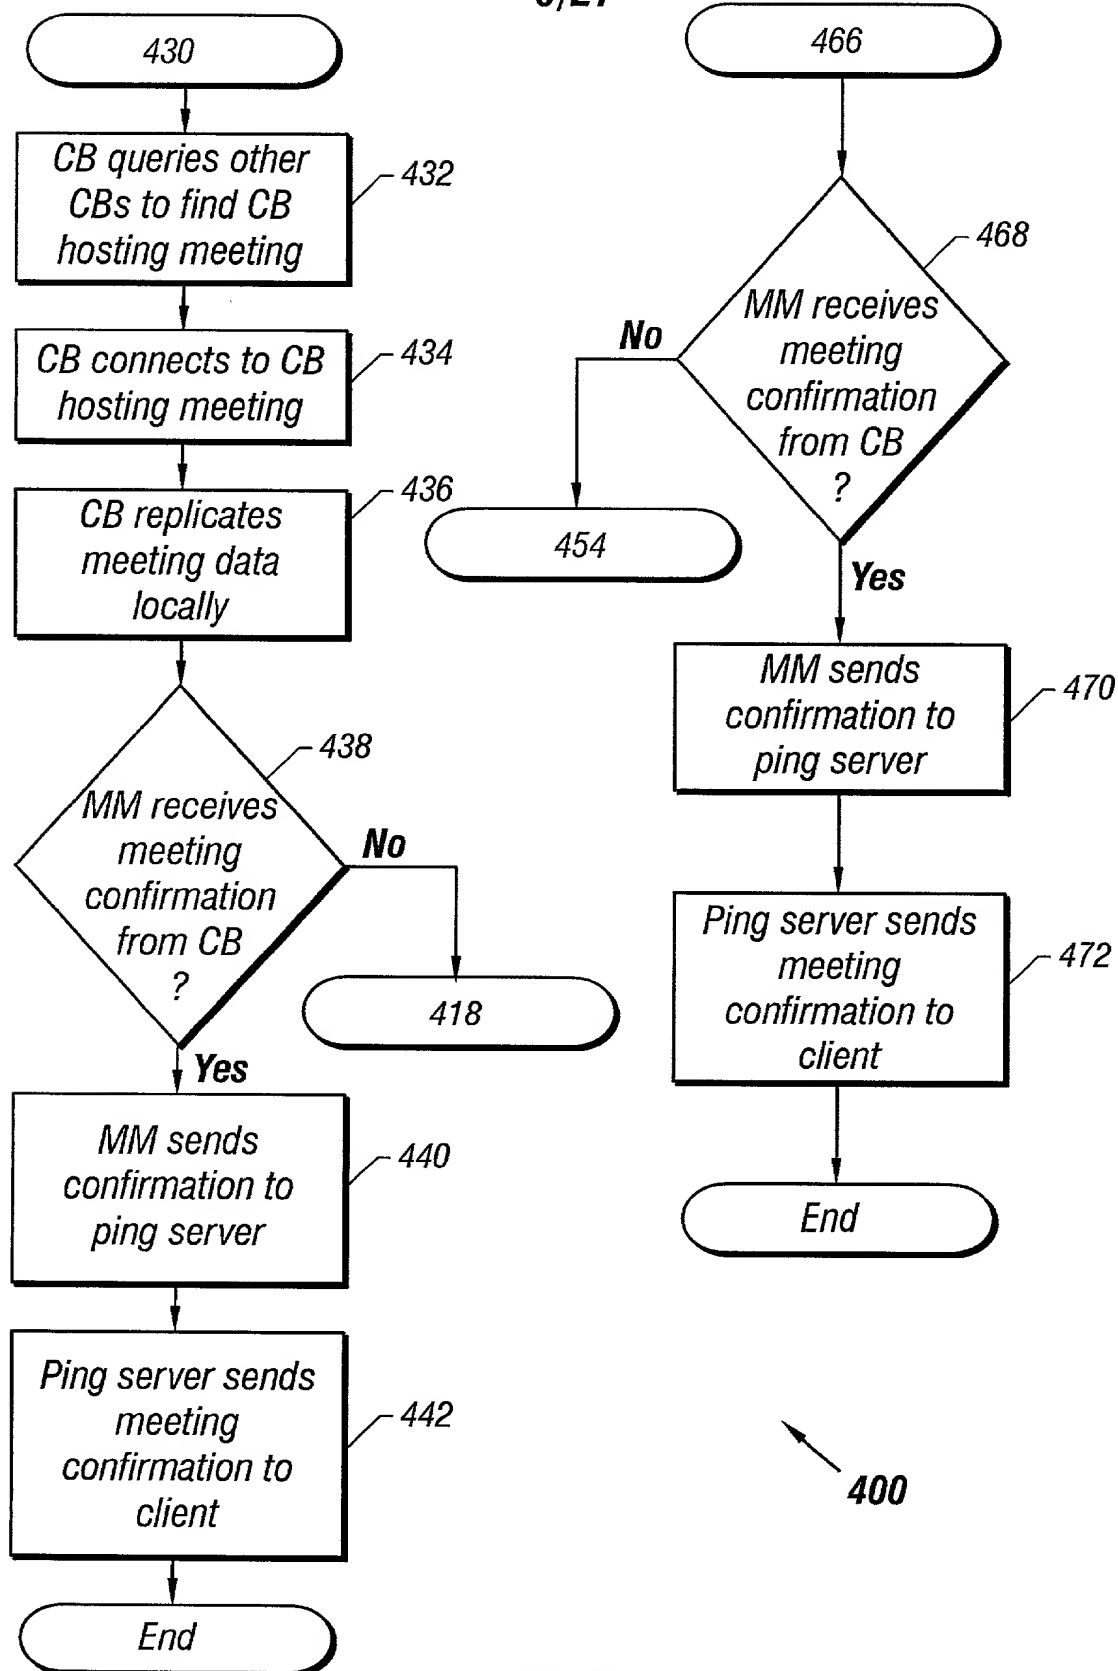 430
CB queries other
CBs to find CB
hosting meeting
432
CB connects to CB
hosting meeting
434
CB replicates
meeting data
locally
436
MM receives
meeting
confirmation
from CB
?
438
No
418
Yes
MM sends
confirmation to
ping server
440
Ping server sends
meeting
confirmation to
client
442
End
466
MM receives
meeting
confirmation
from CB
?
468
No
454
Yes
MM sends
confirmation to
ping server
470
Ping server sends
meeting
confirmation to
client
472
End
400